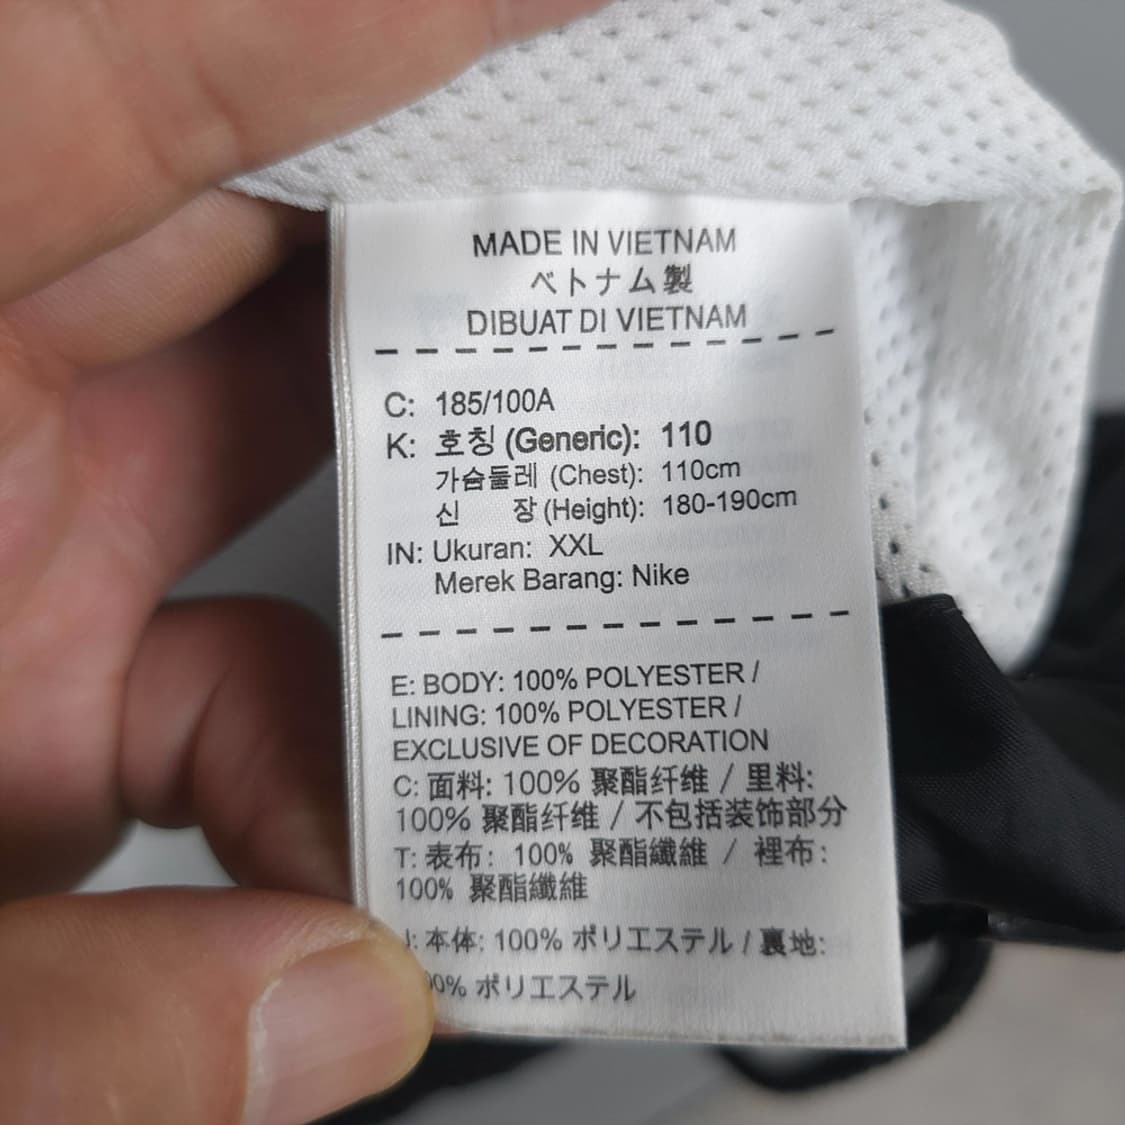 MADE IN VIETNAM
ベトナム製
DIBUAT DI VIETNAM
C: 185/100A
K: 호칭 (Generic): 110
가슴둘레 (Chest): 110cm
신 장 (Height): 180-190cm
IN: Ukuran: XXL
Merek Barang: Nike
E: BODY: 100% POLYESTER /
LINING: 100% POLYESTER /
EXCLUSIVE OF DECORATION
C: 面料: 100% 聚酯纤维 / 里料:
100% 聚酯纤维 / 不包括装饰部分
T: 表布: 100% 聚酯纖維 / 裡布:
100% 聚酯纖維
J: 本体: 100% ポリエステル / 裏地:
00% ポリエステル